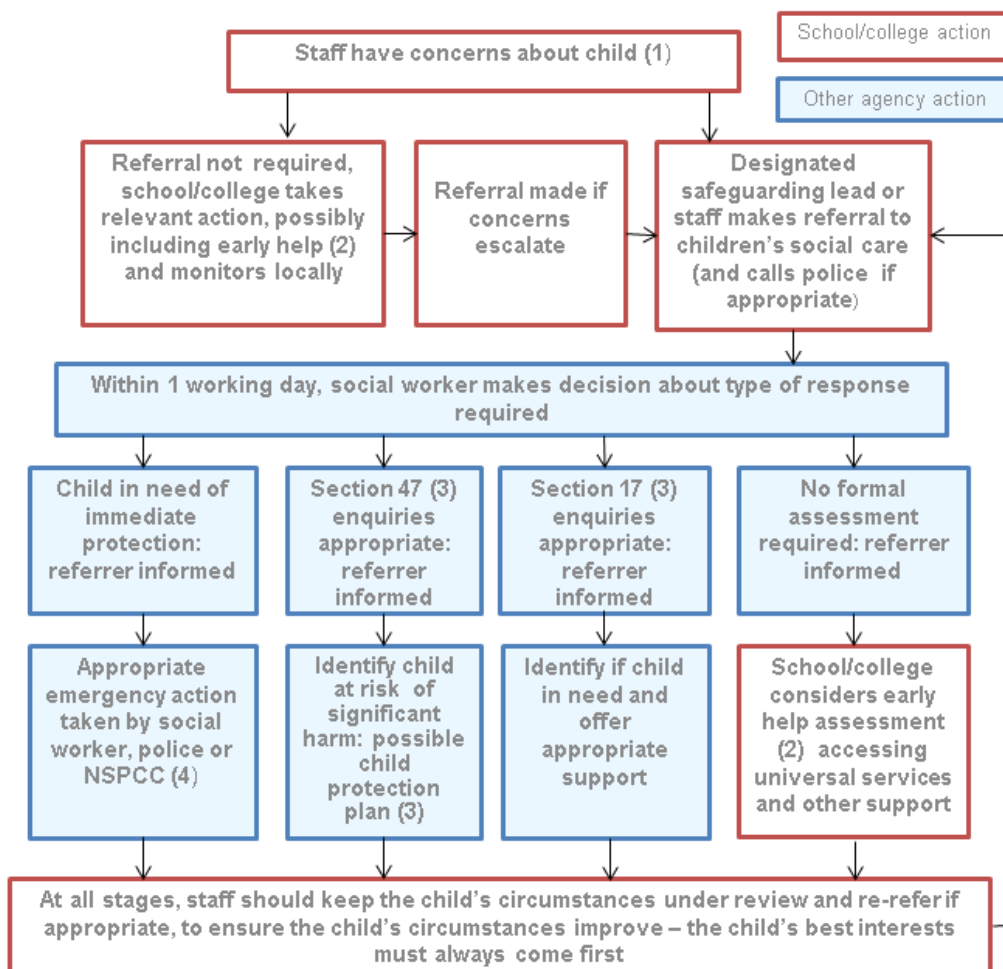 School/college action
Staff have concerns about child (1)
Other agency action
Referral not required,
school/college takes
relevant action, possibly
including early help (2)
and monitors locally
Referral made if
concerns
escalate
Designated
safeguarding lead or
staff makes referral to
children’s social care
(and calls police if
appropriate)
Within 1 working day, social worker makes decision about type of response
required
Child in need of
immediate
protection:
referrer informed
Section 47 (3)
enquiries
appropriate:
referrer
informed
Section 17 (3)
enquiries
appropriate:
referrer
informed
No formal
assessment
required: referrer
informed
Appropriate
emergency action
taken by social
worker, police or
NSPCC (4)
Identify child
at risk of
significant
harm: possible
child
protection
plan (3)
Identify if child
in need and
offer
appropriate
support
School/college
considers early
help assessment
(2) accessing
universal services
and other support
At all stages, staff should keep the child’s circumstances under review and re-refer if
appropriate, to ensure the child’s circumstances improve – the child’s best interests
must always come first